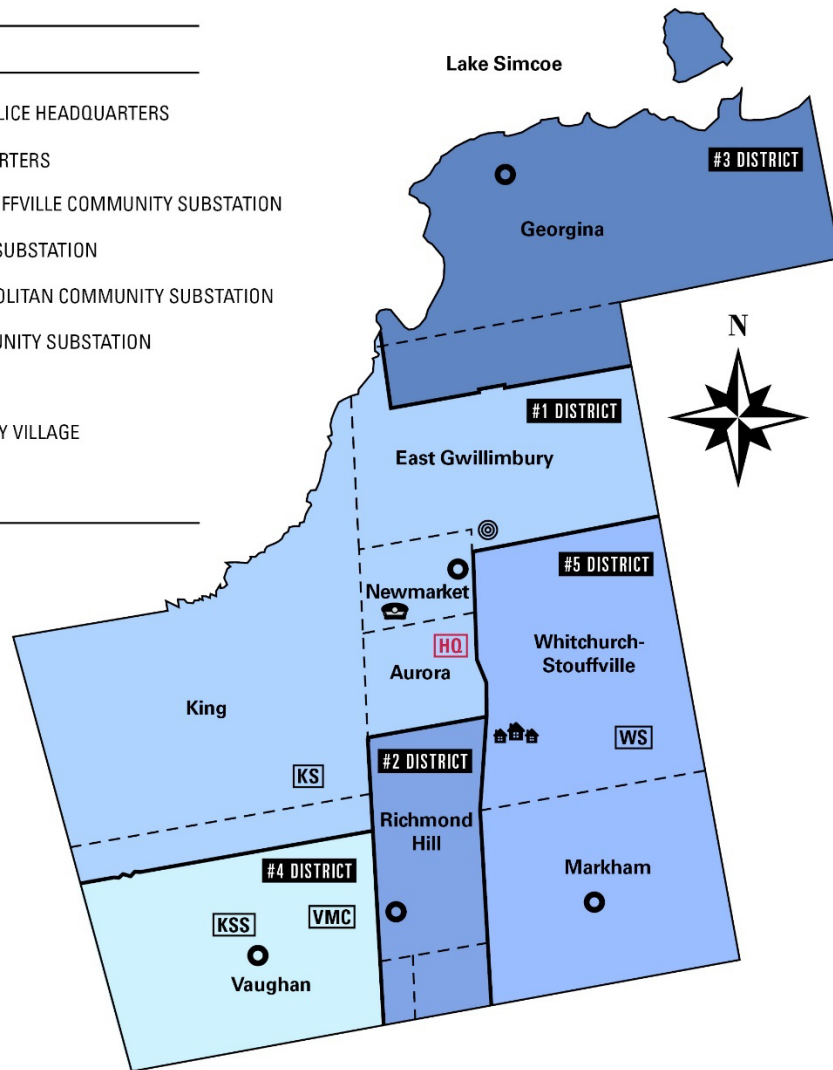 LICE HEADQUARTERS
RTERS
FFVILLE COMMUNITY SUBSTATION
SUBSTATION
OLITAN COMMUNITY SUBSTATION
UNITY SUBSTATION
Y VILLAGE
Lake Simcoe
#3 DISTRICT
Georgina
N
#1 DISTRICT
East Gwillimbury
#5 DISTRICT
Newmarket
Whitchurch-
Stouffville
HQ
Aurora
King
WS
#2 DISTRICT
KS
Richmond
Hill
#4 DISTRICT
Markham
KSS
VMC
Vaughan